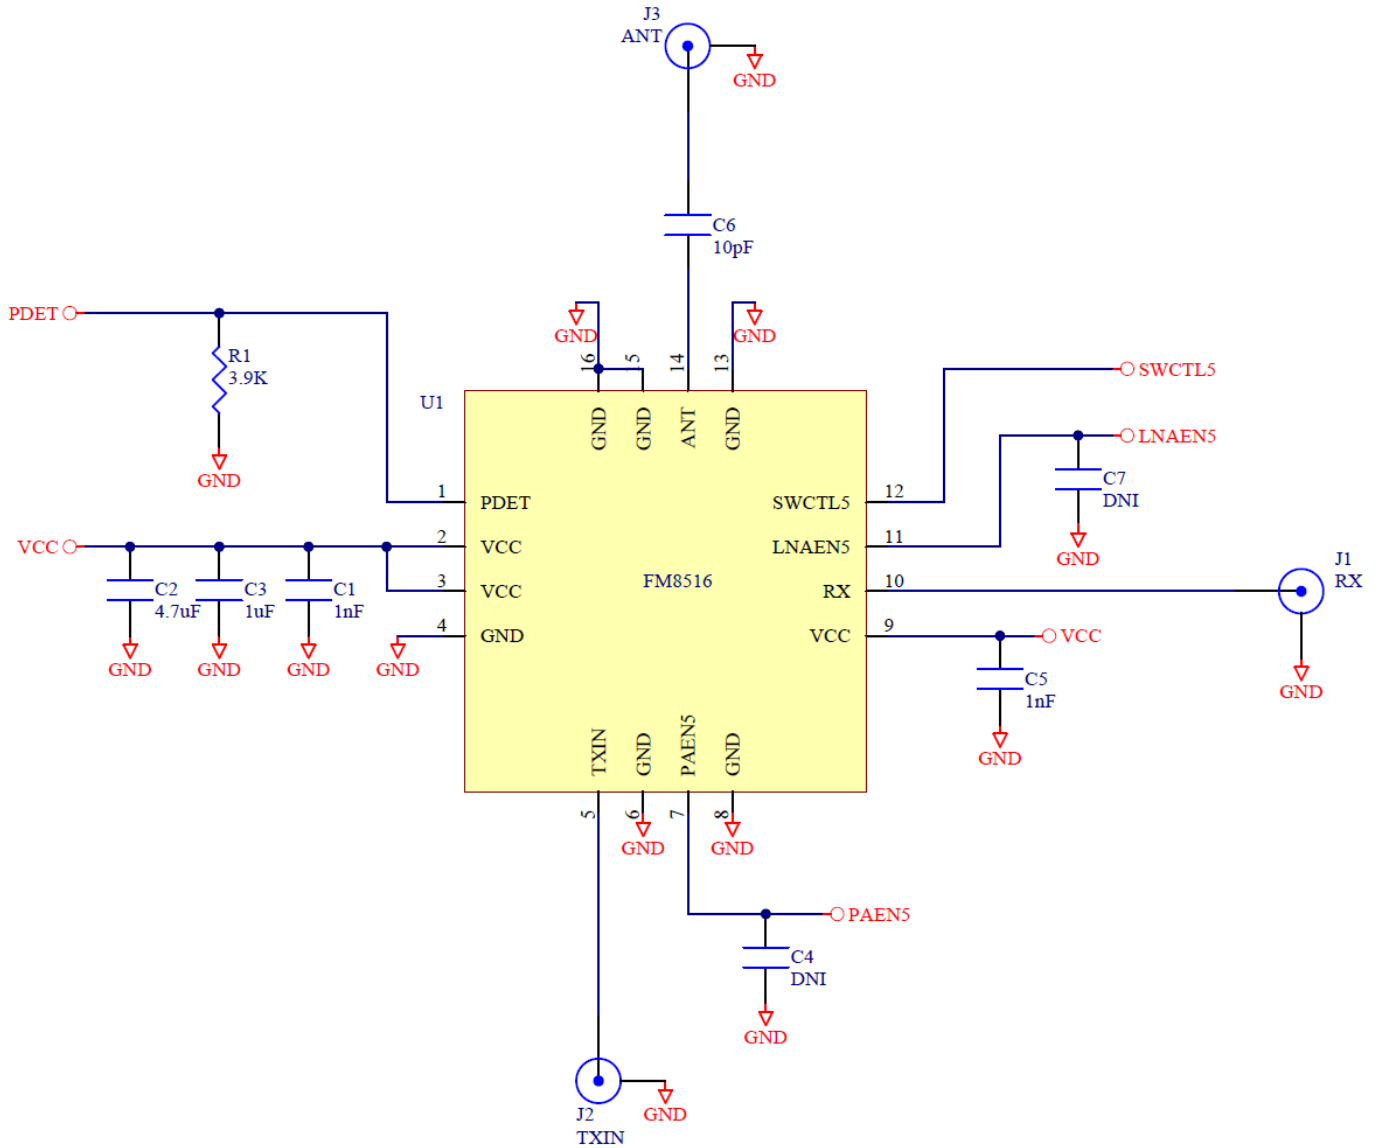 J3
ANT
GND
C6
10pF
PDET
R1
3.9K
GND
GND
GND
16
15
14
13
U1
GND
GND
ANT
GND
SWCTL5
LNAEN5
C7
DNI
GND
1
PDET
SWCTL5
12
VCC
2
VCC
LNAEN5
11
3
VCC
FM8516
RX
10
J1
RX
GND
4
GND
VCC
9
VCC
C2
4.7uF
GND
C3
1uF
GND
C1
1nF
GND
GND
C5
1nF
GND
TXIN
GND
PAEN5
GND
5
6
7
8
GND
GND
PAEN5
C4
DNI
GND
J2
TXIN
GND